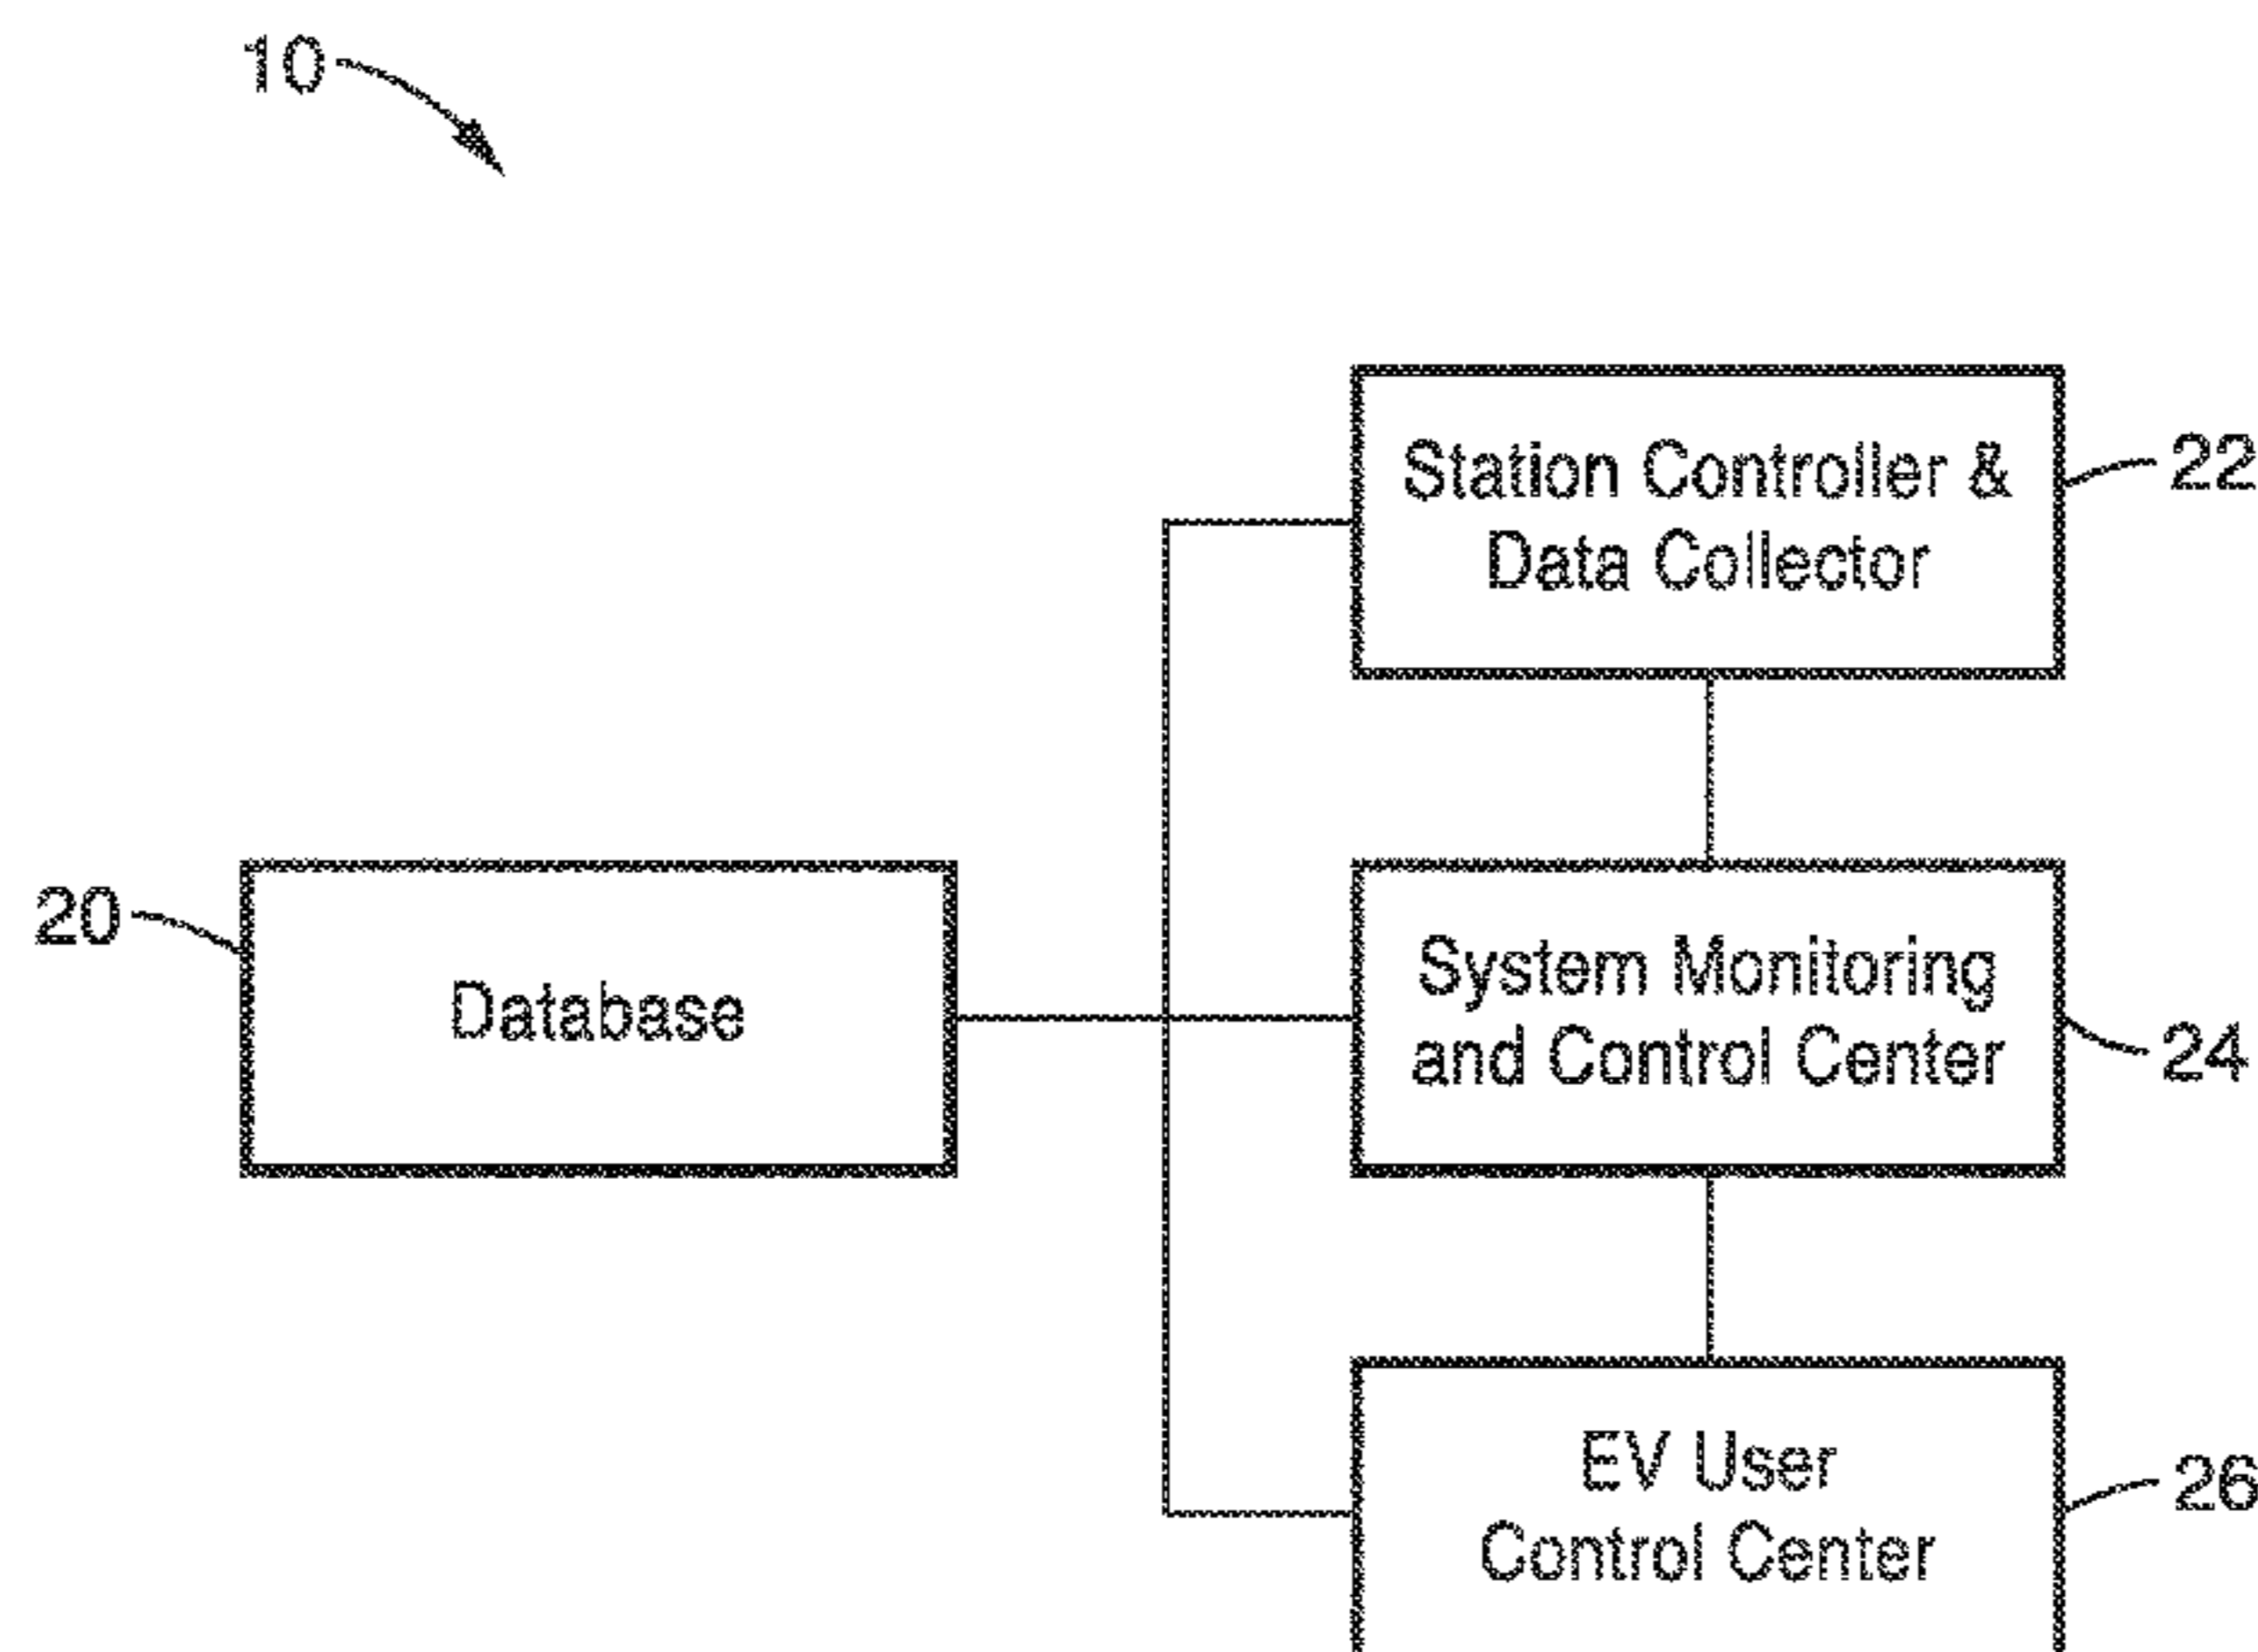 10
Station Controller &
Data Collector
22
20
Database
System Monitoring
and Control Center
24
EV User
Control Center
26